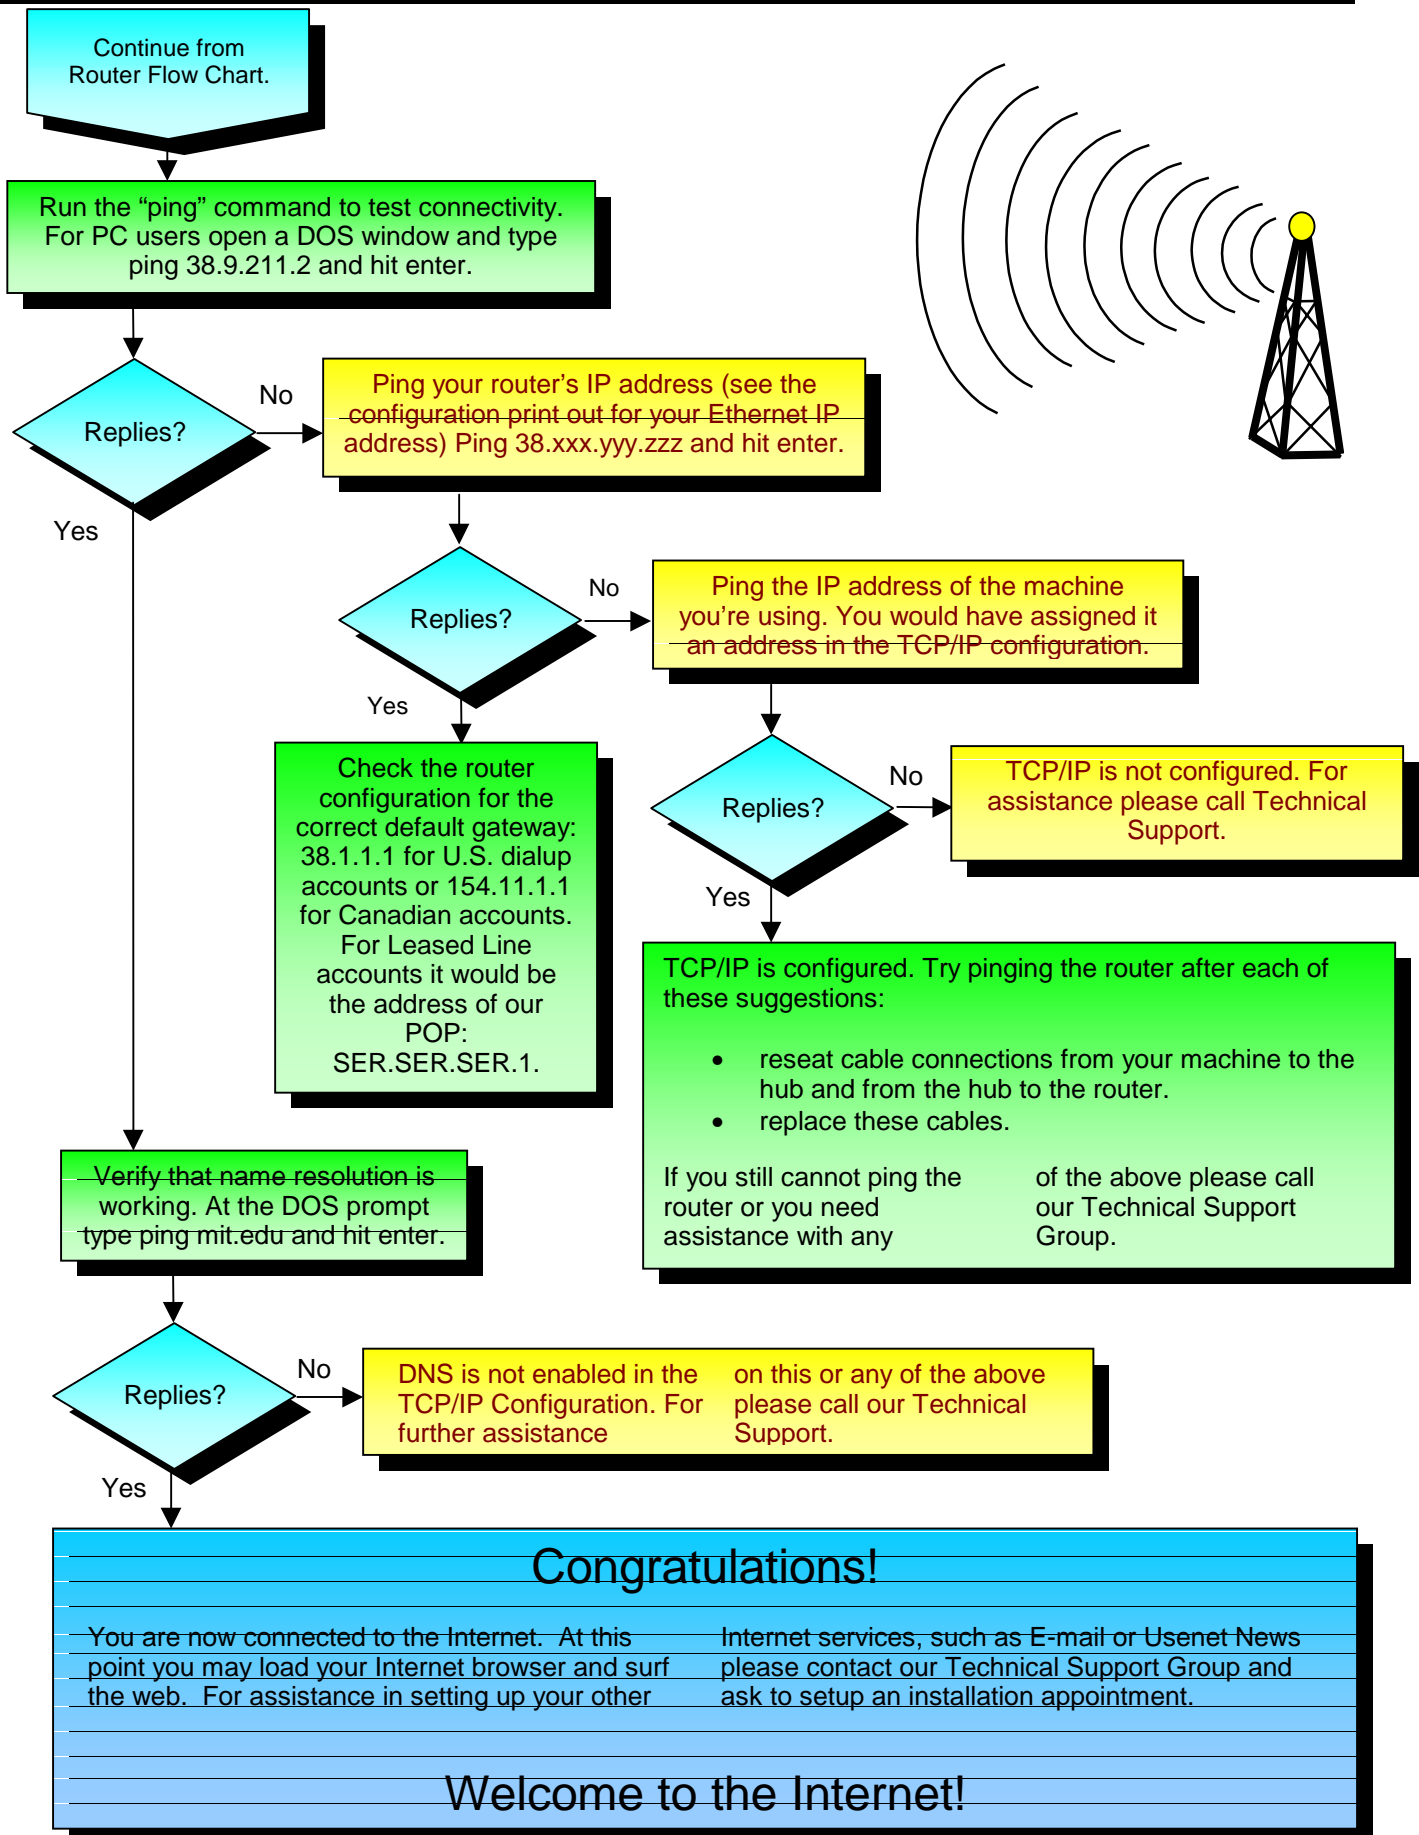 Continue from
Router Flow Chart.
Run the “ping” command to test connectivity.
For PC users open a DOS window and type
ping 38.9.211.2 and hit enter.
Replies?
No
Ping your router’s IP address (see the
configuration print out for your Ethernet IP
address) Ping 38.xxx.yyy.zzz and hit enter.
Yes
Replies?
No
Ping the IP address of the machine
you’re using. You would have assigned it
an address in the TCP/IP configuration.
Yes
Check the router
configuration for the
correct default gateway:
38.1.1.1 for U.S. dialup
accounts or 154.11.1.1
for Canadian accounts.
For Leased Line
accounts it would be
the address of our
POP:
SER.SER.SER.1.
Replies?
No
TCP/IP is not configured. For
assistance please call Technical
Support.
Yes
TCP/IP is configured. Try pinging the router after each of
these suggestions:
• reseat cable connections from your machine to the
hub and from the hub to the router.
• replace these cables.
If you still cannot ping the
router or you need
assistance with any
of the above please call
our Technical Support
Group.
Verify that name resolution is
working. At the DOS prompt
type ping mit.edu and hit enter.
Replies?
No
DNS is not enabled in the
TCP/IP Configuration. For
further assistance
on this or any of the above
please call our Technical
Support.
Yes
Congratulations!
You are now connected to the Internet.  At this
point you may load your Internet browser and surf
the web.  For assistance in setting up your other
Internet services, such as E-mail or Usenet News
please contact our Technical Support Group and
ask to setup an installation appointment.
Welcome to the Internet!